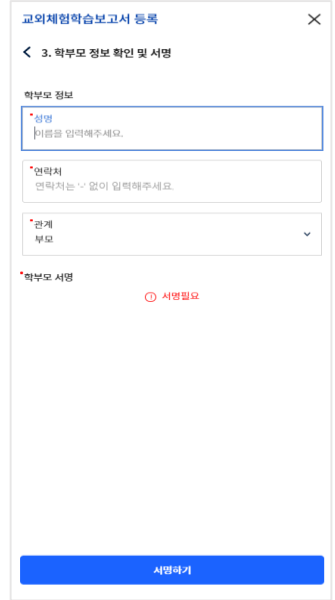 교외체험학습보고서 등록
3. 학부모 정보 확인 및 서명
학부모 정보
*성명
이름을 입력해주세요.
*연락처
연락처는 '-' 없이 입력해주세요.
*관계
부모
*학부모 서명
서명필요
서명하기